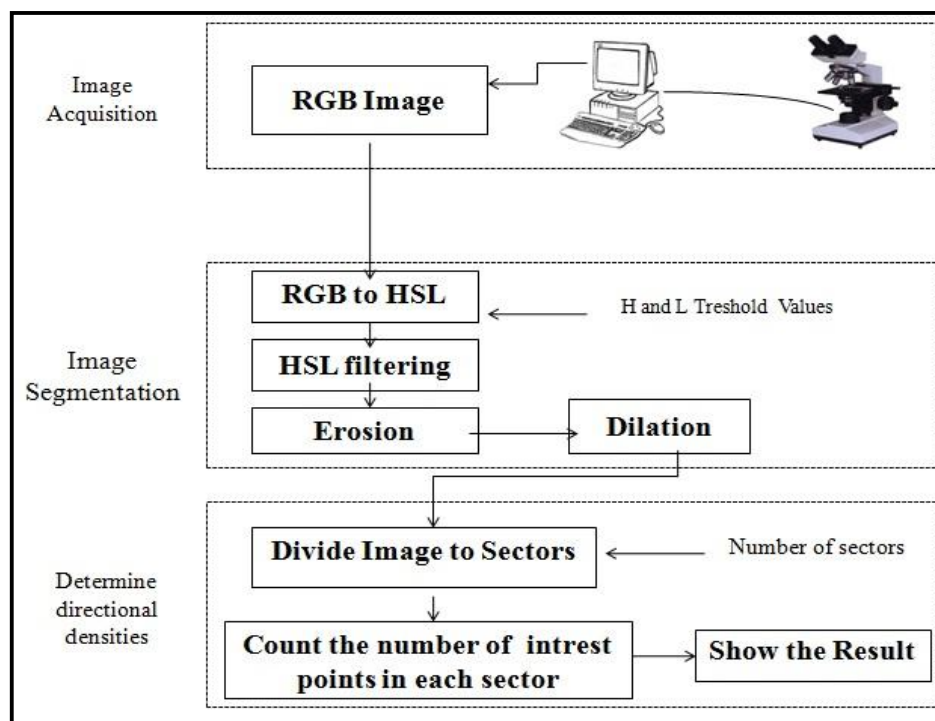 Image
Acquisition
RGB Image
Image
Segmentation
RGB to HSL
H and L Treshold Values
HSL filtering
Erosion
Dilation
Determine
directional
densities
Divide Image to Sectors
Number of sectors
Count the number of intrest
points in each sector
Show the Result